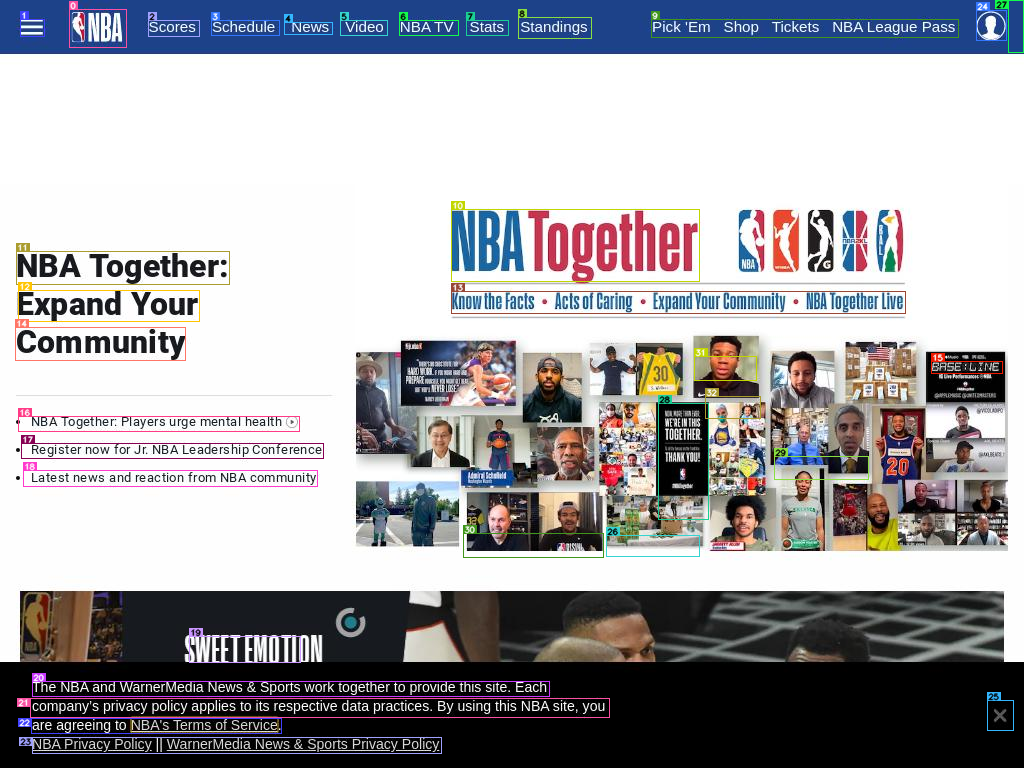 0
1
NBA
2
Scores
3
Schedule
4
News
5
Video
6
NBA TV
7
Stats
8
Standings
9
Pick 'Em Shop Tickets NBA League Pass
24
27
10
NBA Together
NBA WNBA G NBA2K BAL
11
NBA Together:
12
Expand Your
14
Community
13
Know the Facts • Acts of Caring • Expand Your Community • NBA Together Live
16
• NBA Together: Players urge mental health
17
• Register now for Jr. NBA Leadership Conference
18
• Latest news and reaction from NBA community
31
32
15
BASE:LINE
30
28
NOW, MORE THAN EVER,
WE'RE IN THIS
TOGETHER.
THANK YOU!
29
20
30
26
19
SWEET EMOTION
20
The NBA and WarnerMedia News & Sports work together to provide this site. Each
21
company's privacy policy applies to its respective data practices. By using this NBA site, you
22
are agreeing to NBA's Terms of Service.
23
NBA Privacy Policy || WarnerMedia News & Sports Privacy Policy
25